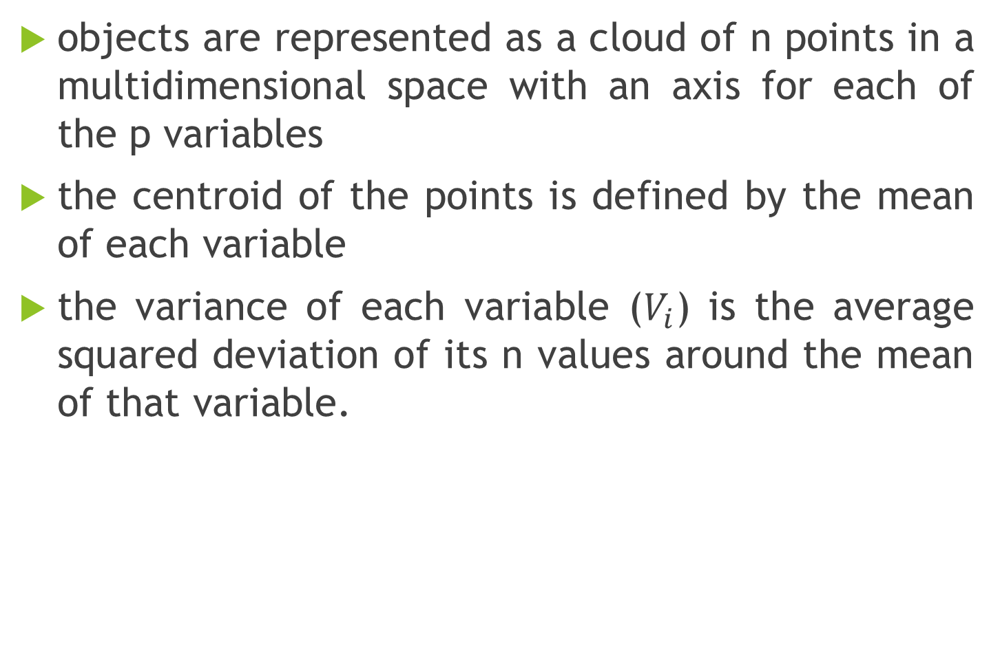 objects are represented as a cloud of n points in a
multidimensional space with an axis for each of
the p variables
the centroid of the points is defined by the mean
of each variable
the variance of each variable (Vᵢ) is the average
squared deviation of its n values around the mean
of that variable.